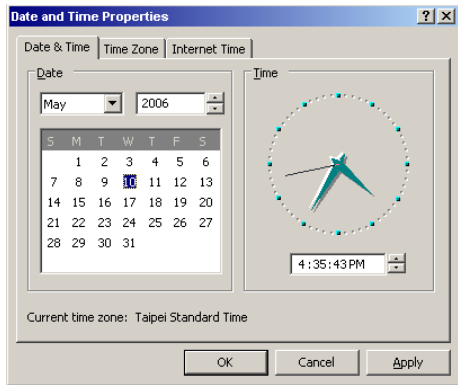 Date and Time Properties
Date & Time
Time Zone
Internet Time
Date
May
2006
S M T W T F S
1 2 3 4 5 6
7 8 9 10 11 12 13
14 15 16 17 18 19 20
21 22 23 24 25 26 27
28 29 30 31
Time
4:35:43 PM
Current time zone: Taipei Standard Time
OK
Cancel
Apply